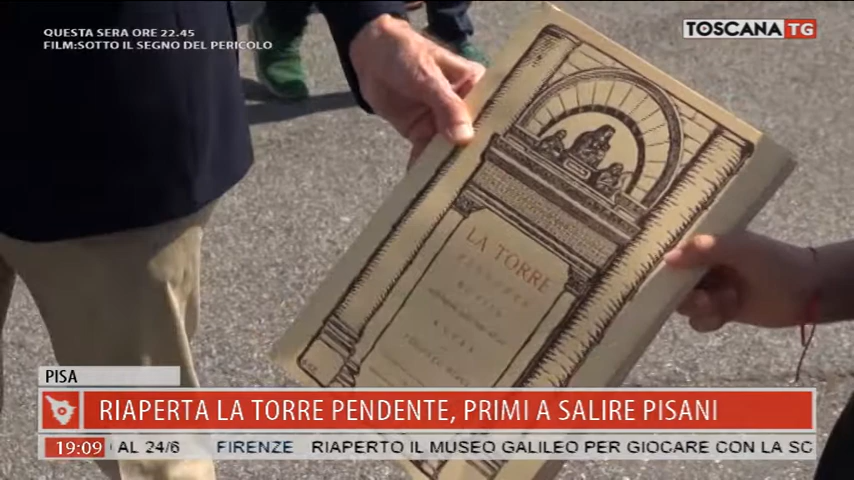 QUESTA SERA ORE 22.45
FILM:SOTTO IL SEGNO DEL PERICOLO
TOSCANA TG
LA TORRE
PISA
RIAPERTA LA TORRE PENDENTE, PRIMI A SALIRE PISANI
19:09 AL 24/6 FIRENZE RIAPERTO IL MUSEO GALILEO PER GIOCARE CON LA SC